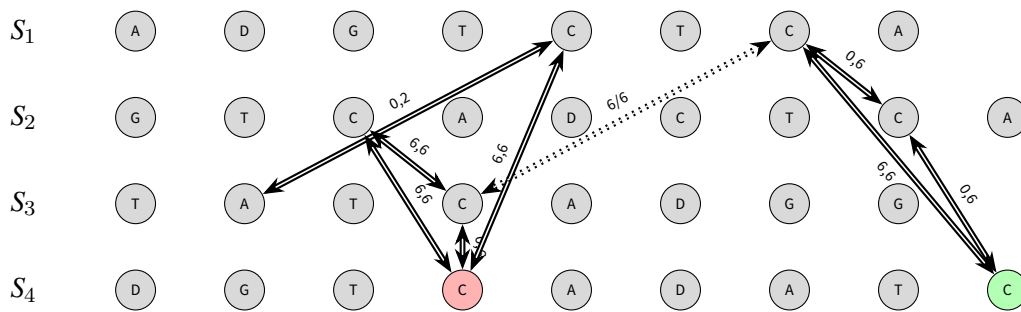 S1 A D G T C T C A
0,6
0,2
6/6
S2 G T C A D C T C A
6,6
6,6
6,6
6,6
0,6
S3 T A T C A D G G
S4 D G T C A D A T C